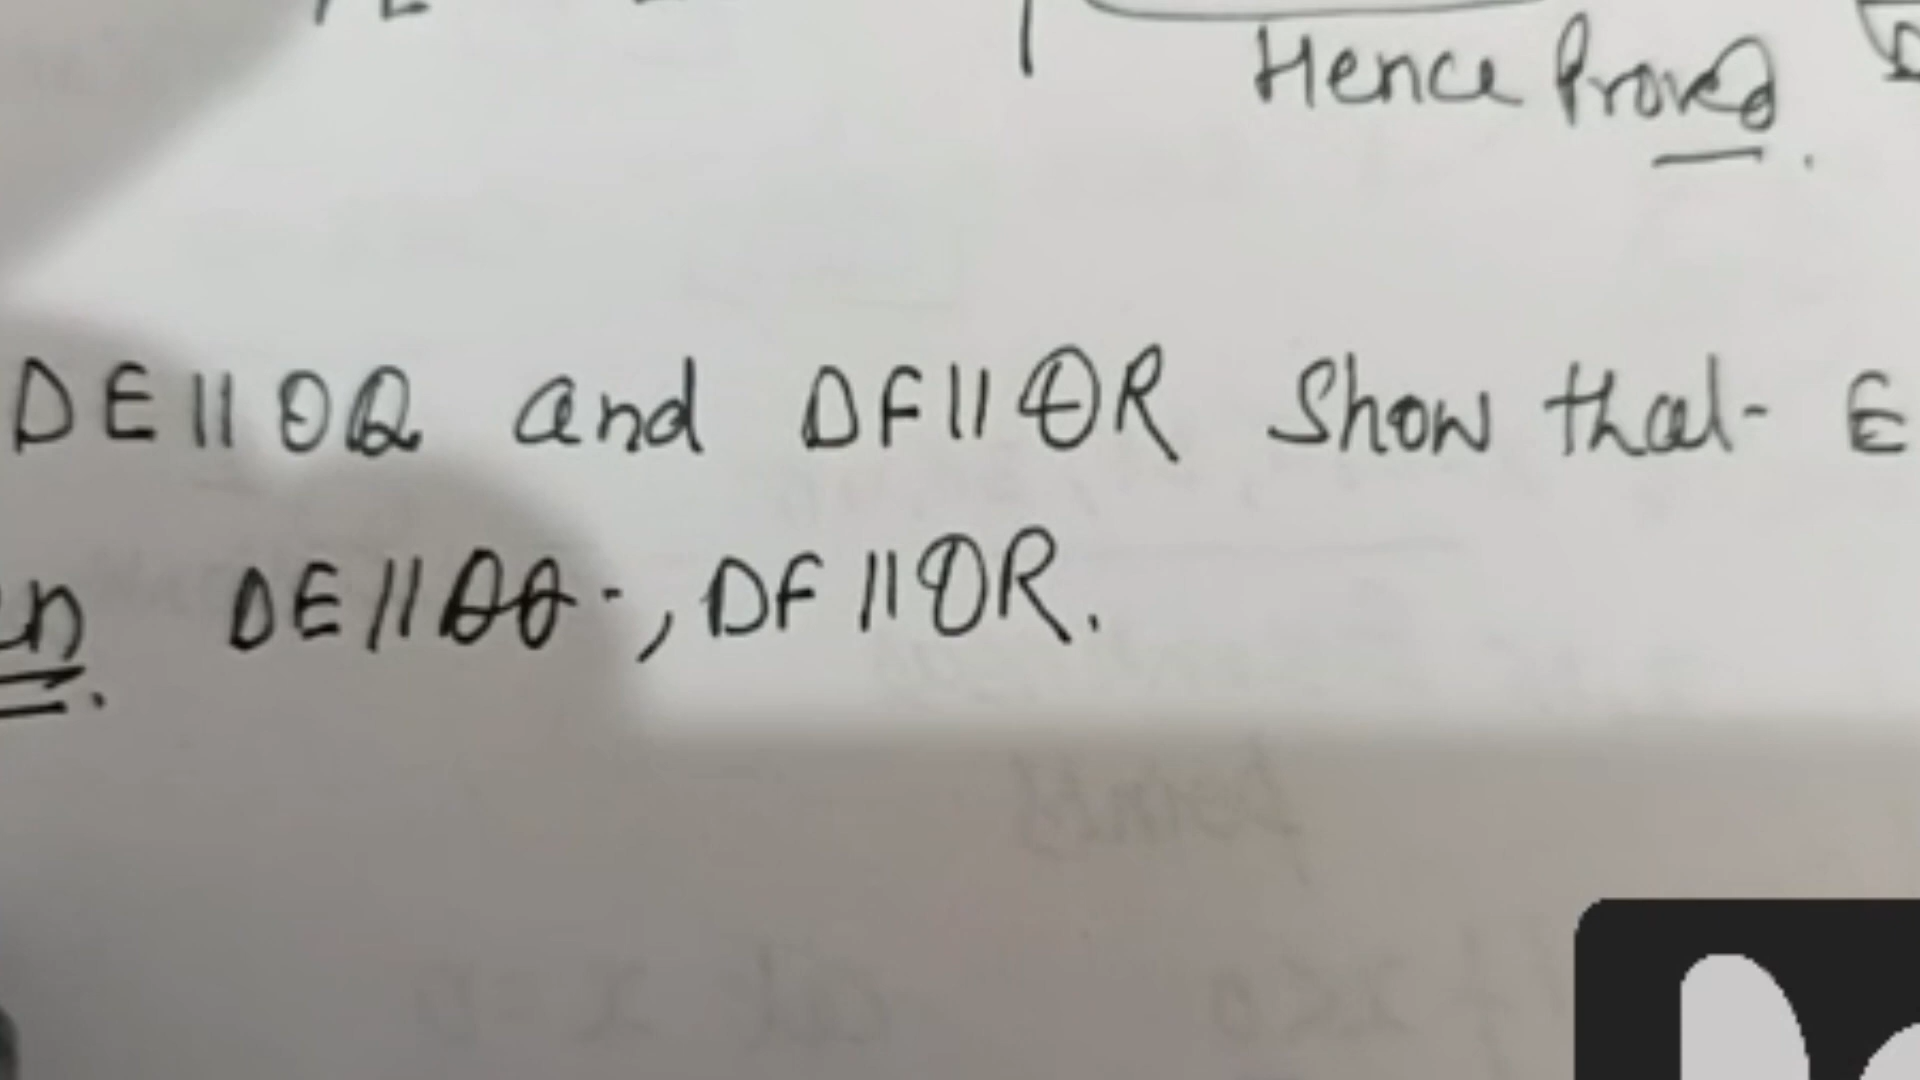 Hence Proved.
DE || OQ and DF || OR Show that E
DE || OQ, DF || OR.